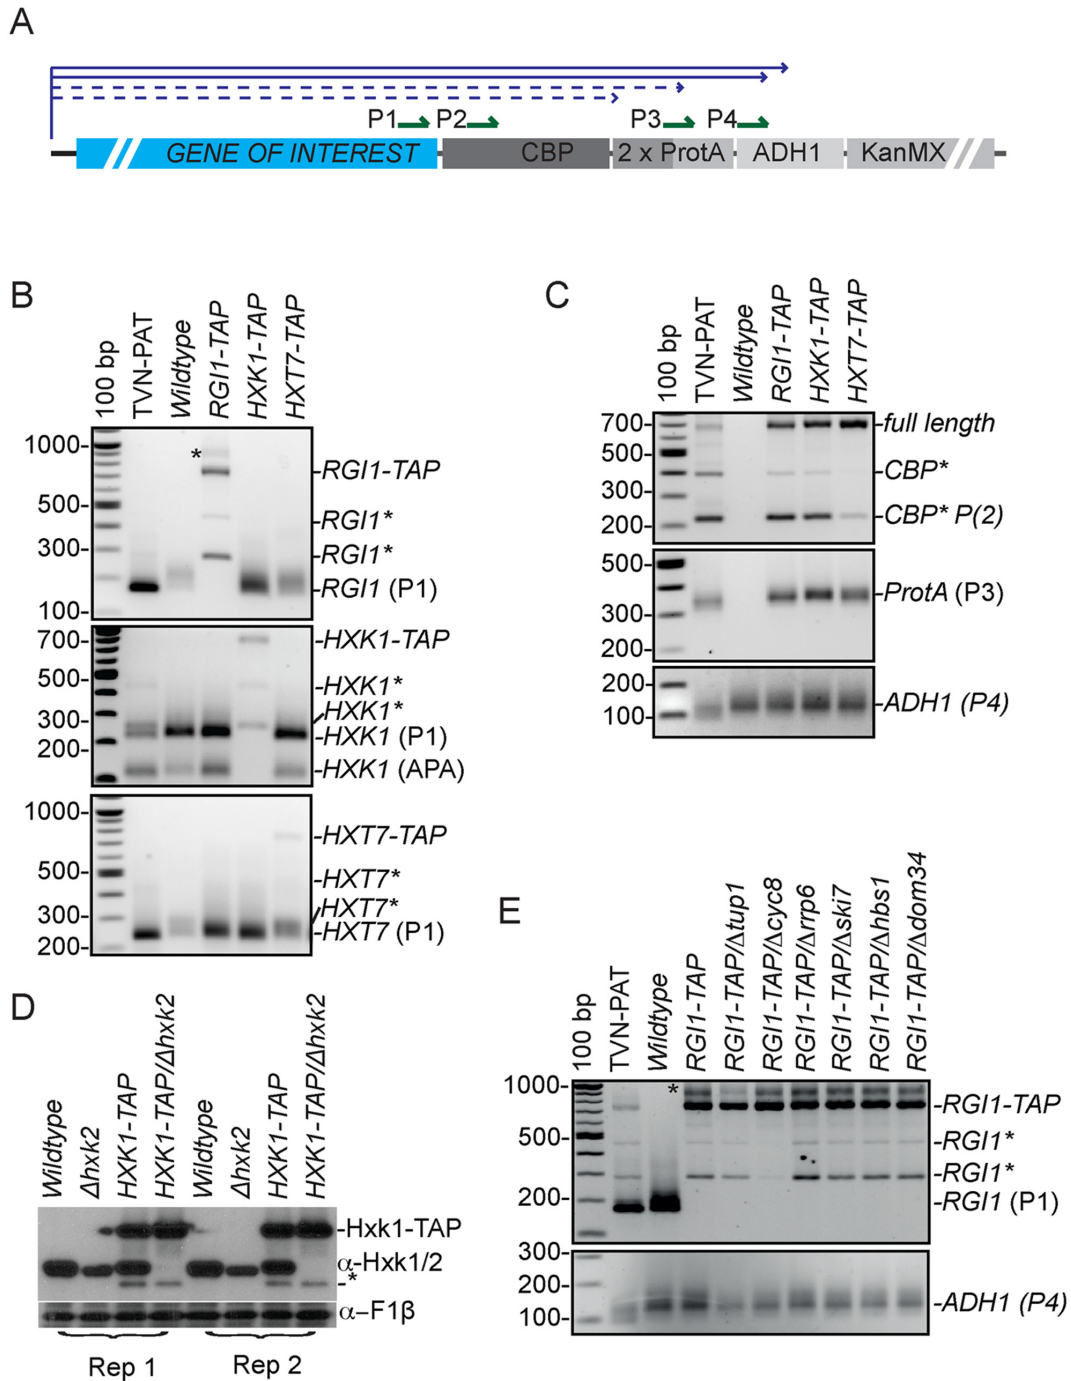 A
P1 P2 P3 P4
GENE OF INTEREST CBP 2 x ProtA ADH1 KanMX
B
100 bp
TVN-PAT
Wildtype
RGI1-TAP
HXK1-TAP
HXT7-TAP
1000-
500-
300-
100-
*
-RGI1-TAP
-RGI1*
-RGI1*
-RGI1 (P1)
700-
500-
300-
200-
-HXK1-TAP
-HXK1*
HXK1*
-HXK1 (P1)
-HXK1 (APA)
1000-
500-
300-
200-
-HXT7-TAP
-HXT7*
HXT7*
-HXT7 (P1)
C
100 bp
TVN-PAT
Wildtype
RGI1-TAP
HXK1-TAP
HXT7-TAP
700-
500-
300-
200-
-full length
-CBP*
-CBP* P(2)
500-
300-
200-
-ProtA (P3)
200-
100-
-ADH1 (P4)
D
Wildtype
Δhxk2
HXK1-TAP
HXK1-TAP/Δhxk2
Wildtype
Δhxk2
HXK1-TAP
HXK1-TAP/Δhxk2
-Hxk1-TAP
α-Hxk1/2
-*
α-F1β
Rep 1 Rep 2
E
100 bp
TVN-PAT
Wildtype
RGI1-TAP
RGI1-TAP/Δtup1
RGI1-TAP/Δcyc8
RGI1-TAP/Δrrp6
RGI1-TAP/Δski7
RGI1-TAP/Δhbs1
RGI1-TAP/Δdom34
1000-
500-
200-
*
-RGI1-TAP
-RGI1*
-RGI1*
-RGI1 (P1)
300-
200-
100-
-ADH1 (P4)